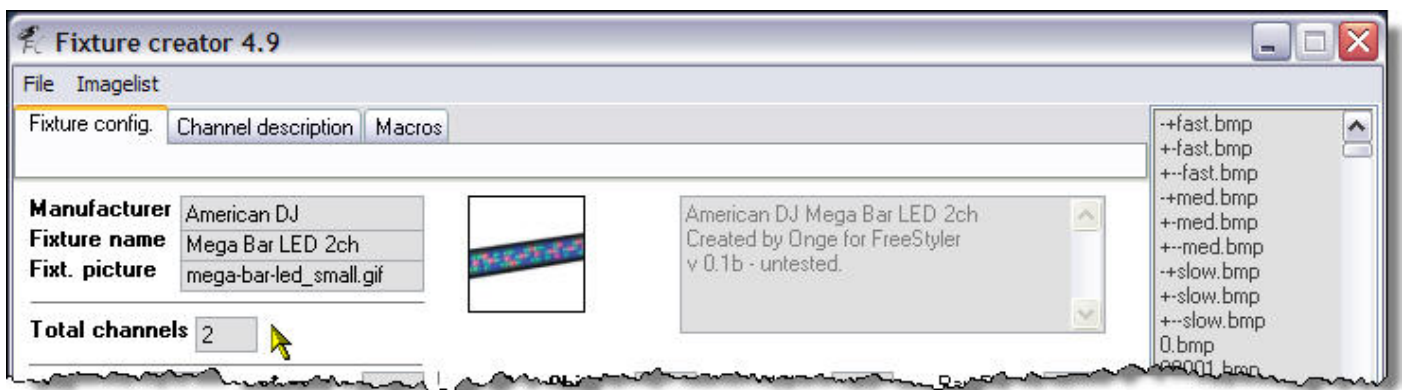 Fixture creator 4.9
File Imagelist
Fixture config. Channel description Macros
Manufacturer American DJ
Fixture name Mega Bar LED 2ch
Fixt. picture mega-bar-led_small.gif
Total channels 2
American DJ Mega Bar LED 2ch
Created by Onge for FreeStyler
v 0.1b - untested.
-+fast.bmp
+-fast.bmp
+--fast.bmp
-+med.bmp
+-med.bmp
+--med.bmp
-+slow.bmp
+-slow.bmp
+--slow.bmp
0.bmp